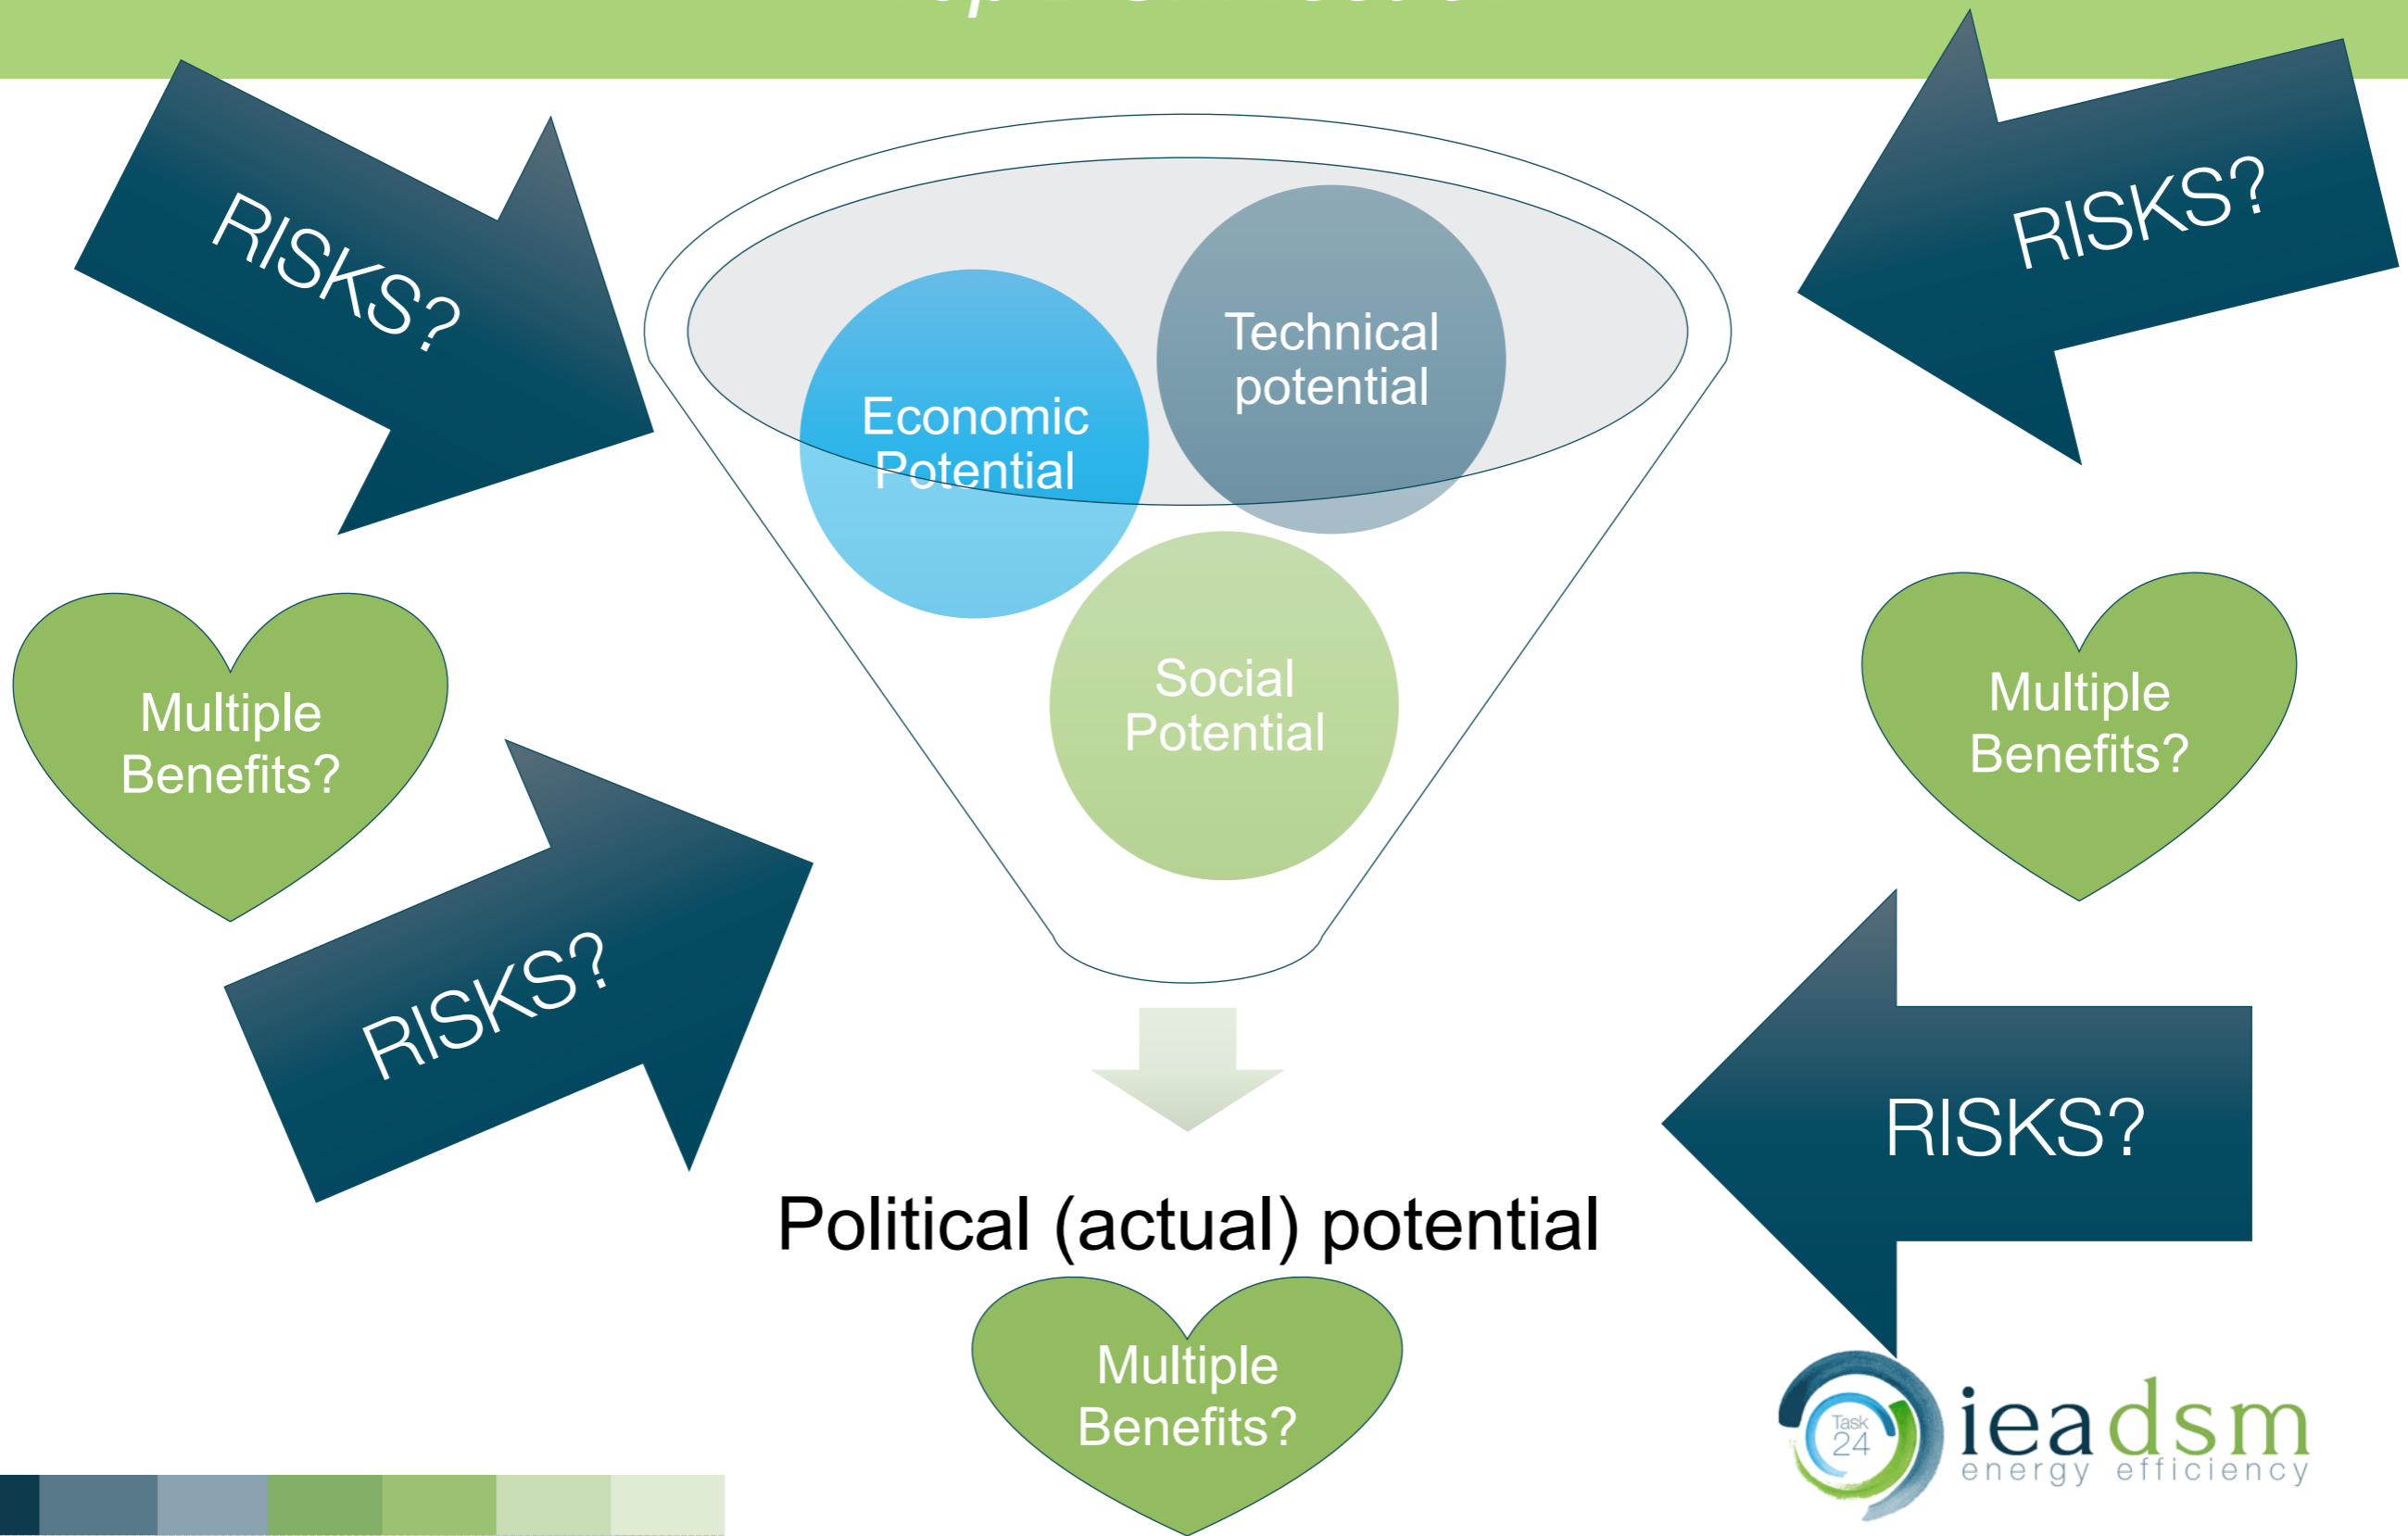 RISKS?
RISKS?
Technical
potential
Economic
Potential
Social
Potential
Multiple
Benefits?
Multiple
Benefits?
RISKS?
RISKS?
Political (actual) potential
Multiple
Benefits?
Task
24
ieadsm
energy efficiency